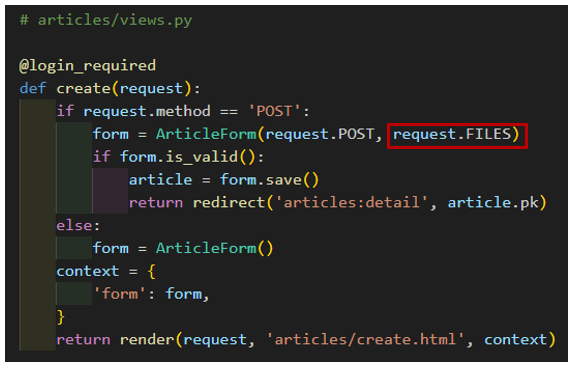 # articles/views.py
@login_required
def create(request):
if request.method == 'POST':
form = ArticleForm(request.POST, request.FILES)
if form.is_valid():
article = form.save()
return redirect('articles:detail', article.pk)
else:
form = ArticleForm()
context = {
'form': form,
}
return render(request, 'articles/create.html', context)